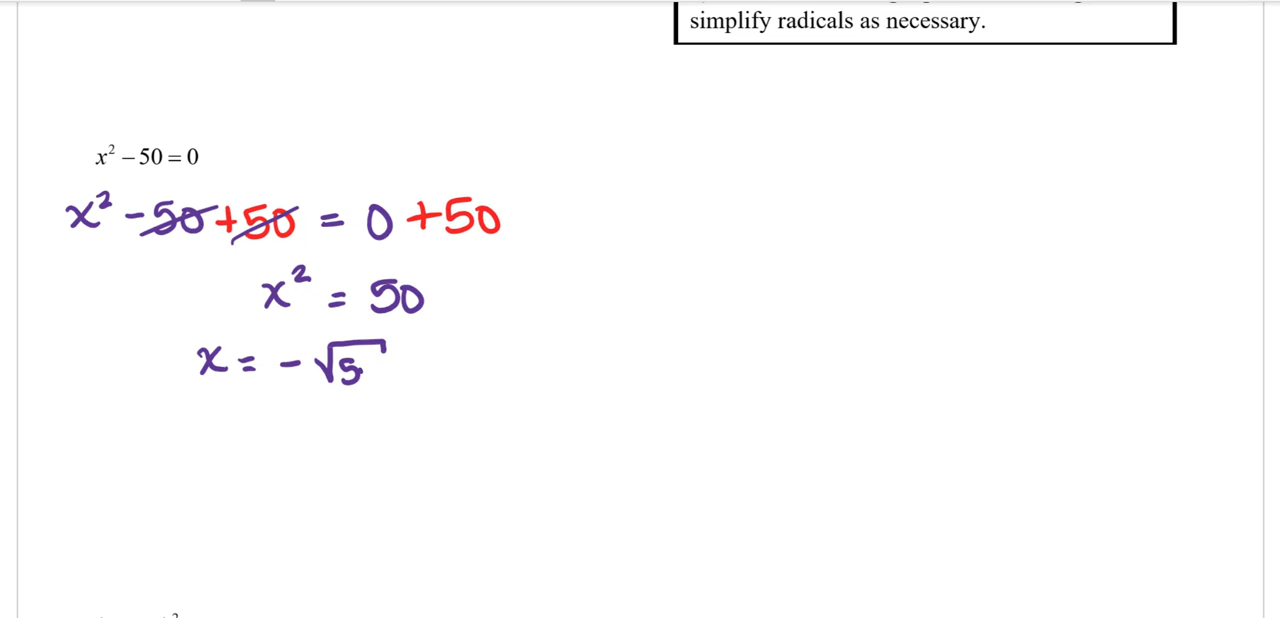 simplify radicals as necessary.
x² − 50 = 0
x² - 50 + 50 = 0 + 50
x² = 50
x = - √5